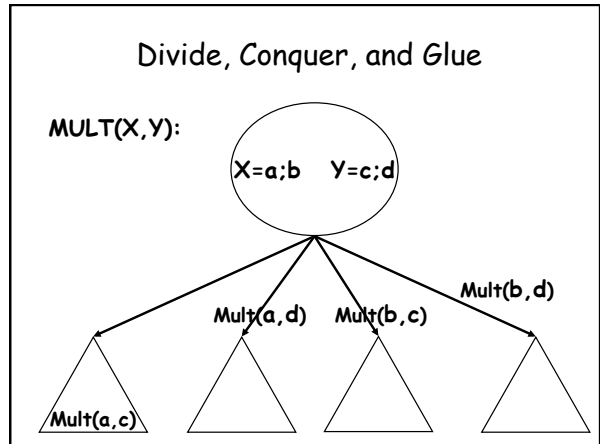 Divide, Conquer, and Glue
MULT(X,Y):
X=a;b Y=c;d
Mult(b,d)
Mult(a,d) Mult(b,c)
Mult(a,c)